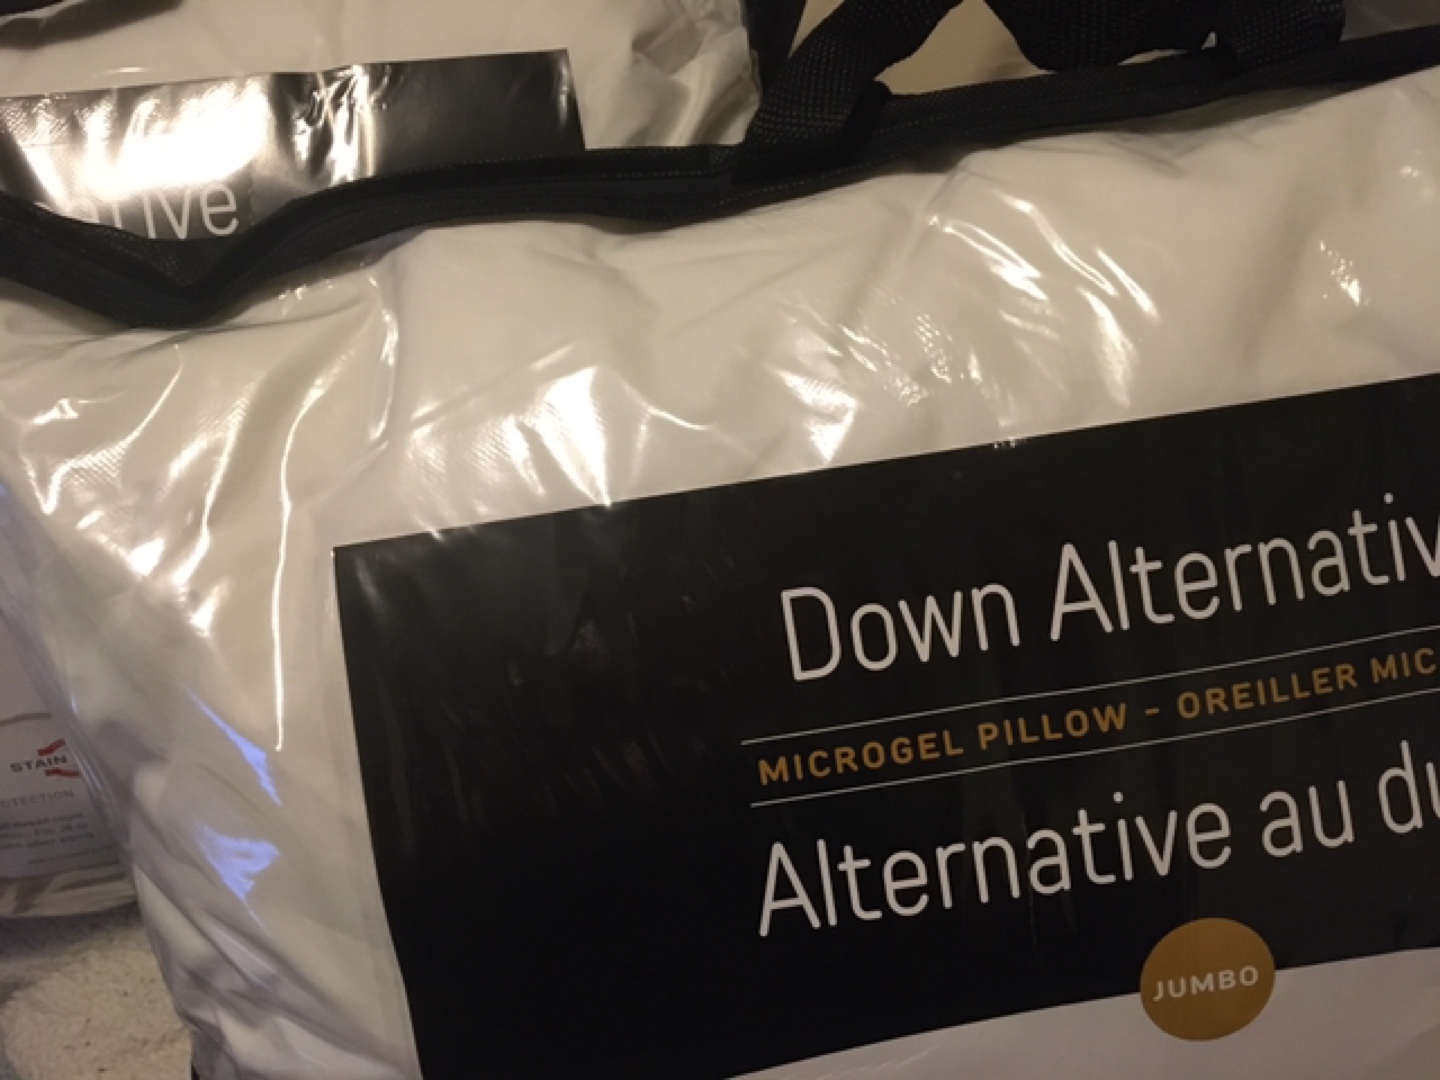 Down Alternativ
MICROGEL PILLOW - OREILLER MIC
Alternative au du
JUMBO
STAIN